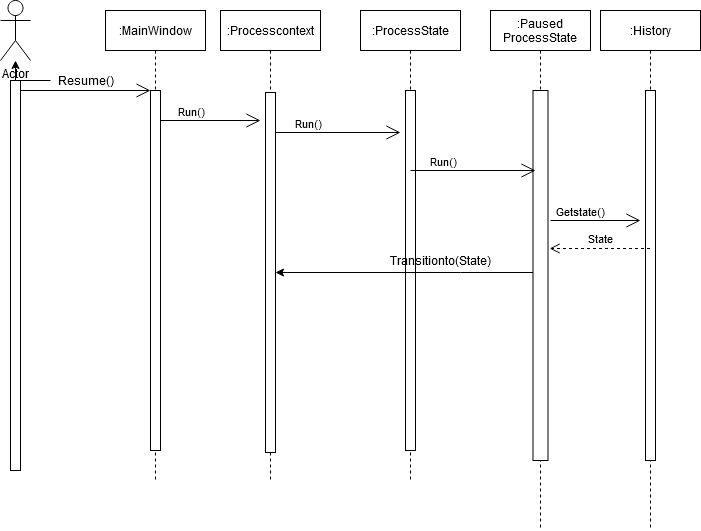 :MainWindow
:Processcontext
:ProcessState
:Paused
ProcessState
:History
Actor
Resume()
Run()
Run()
Run()
Getstate()
State
Transitionto(State)